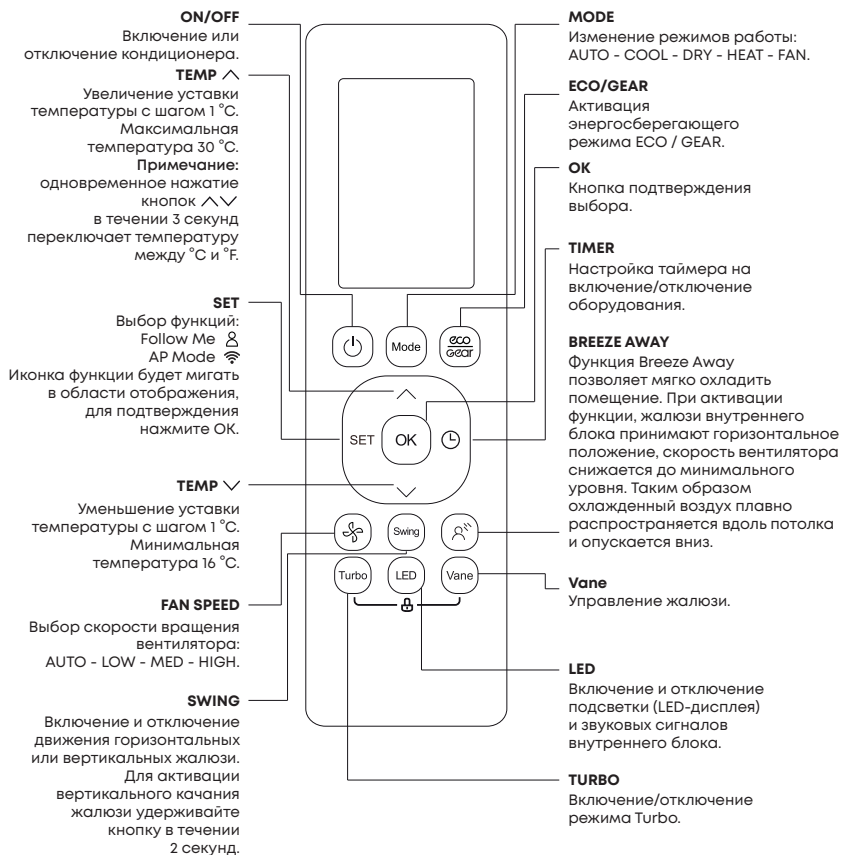 ON/OFF
Включение или
отключение кондиционера.
TEMP
Увеличение уставки
температуры с шагом 1 °C.
Максимальная
температура 30 °C.
Примечание:
одновременное нажатие
кнопок
в течении 3 секунд
переключает температуру
между °C и °F.
SET
Выбор функций:
Follow Me
AP Mode
Иконка функции будет мигать
в области отображения,
для подтверждения
нажмите ОК.
TEMP
Уменьшение уставки
температуры с шагом 1 °C.
Минимальная
температура 16 °C.
FAN SPEED
Выбор скорости вращения
вентилятора:
AUTO - LOW - MED - HIGH.
SWING
Включение и отключение
движения горизонтальных
или вертикальных жалюзи.
Для активации
вертикального качания
жалюзи удерживайте
кнопку в течении
2 секунд.
Mode
eco
Gear
SET
OK
Swing
Turbo
LED
Vane
MODE
Изменение режимов работы:
AUTO - COOL - DRY - HEAT - FAN.
ECO/GEAR
Активация
энергосберегающего
режима ECO / GEAR.
OK
Кнопка подтверждения
выбора.
TIMER
Настройка таймера на
включение/отключение
оборудования.
BREEZE AWAY
Функция Breeze Away
позволяет мягко охладить
помещение. При активации
функции, жалюзи внутреннего
блока принимают горизонтальное
положение, скорость вентилятора
снижается до минимального
уровня. Таким образом
охлажденный воздух плавно
распространяется вдоль потолка
и опускается вниз.
Vane
Управление жалюзи.
LED
Включение и отключение
подсветки (LED-дисплея)
и звуковых сигналов
внутреннего блока.
TURBO
Включение/отключение
режима Turbo.